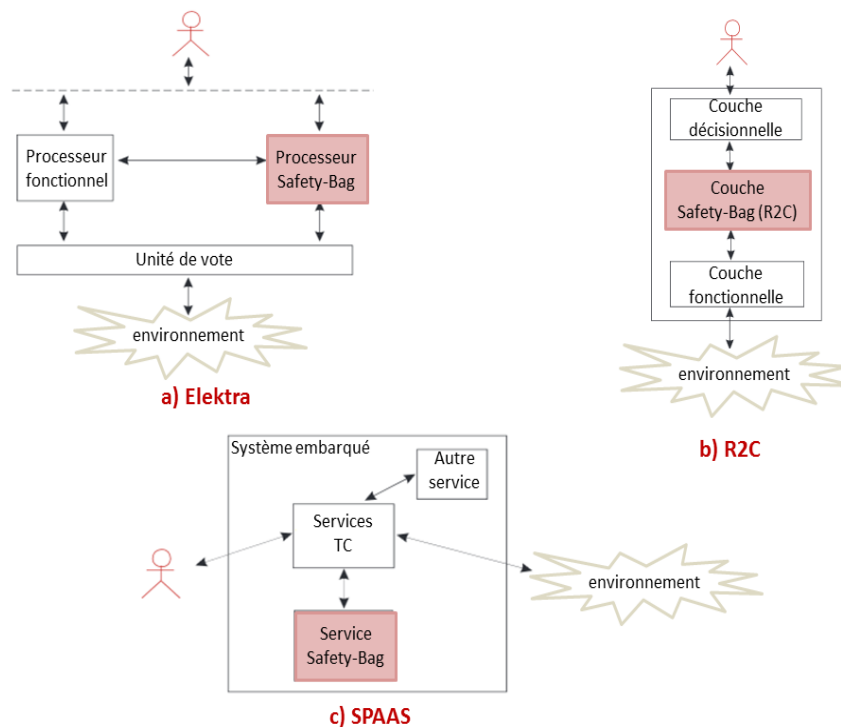 Processeur
fonctionnel
Processeur
Safety-Bag
Unité de vote
environnement
a) Elektra
Couche
décisionnelle
Couche
Safety-Bag (R2C)
Couche
fonctionnelle
environnement
b) R2C
Système embarqué
Autre
service
Services
TC
environnement
Service
Safety-Bag
c) SPAAS